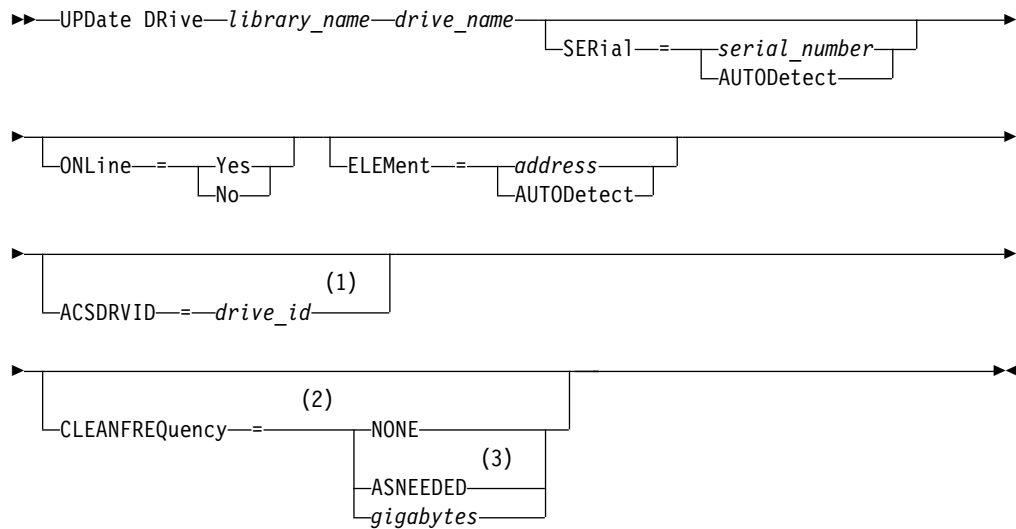 UPDate DRive library_name drive_name
SERial = serial_number
AUTODetect
ONLine = Yes
No
ELEMent = address
AUTODetect
(1)
ACSDRVID = drive_id
(2)
CLEANFREQuency = NONE
(3)
ASNEEDED
gigabytes